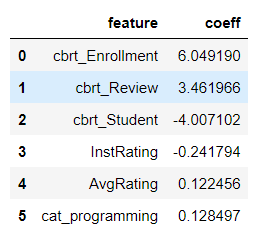 feature coeff
0 cbrt_Enrollment 6.049190
1 cbrt_Review 3.461966
2 cbrt_Student -4.007102
3 InstRating -0.241794
4 AvgRating 0.122456
5 cat_programming 0.128497